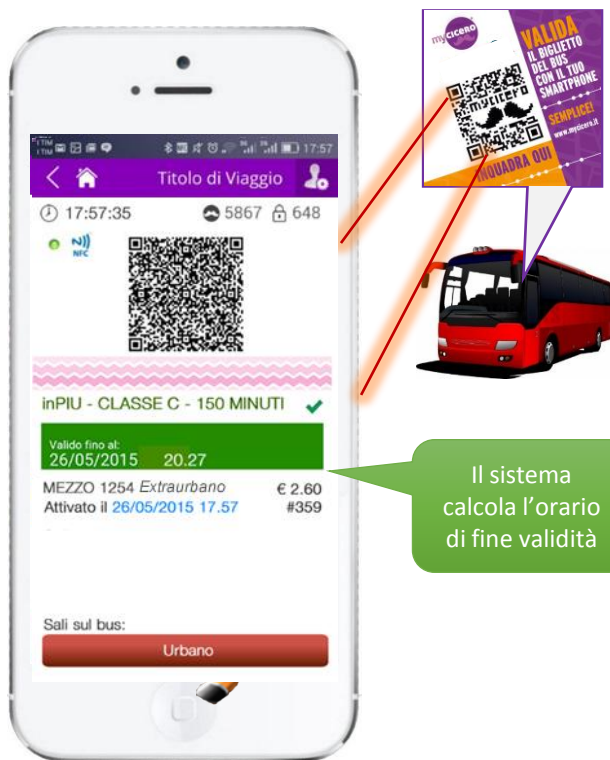 TIM
TIM
17:57
Titolo di Viaggio
17:57:35
5867
648
NFC
inPIU - CLASSE C - 150 MINUTI
Valido fino al:
26/05/2015 20.27
MEZZO 1254 Extraurbano € 2.60
Attivato il 26/05/2015 17.57 #359
Sali sul bus:
Urbano
mycicero
VALIDA
IL BIGLIETTO
DEL BUS
CON IL TUO
SMARTPHONE
SEMPLICE!
www.mycicero.it
mycicero
INQUADRA QUI
Il sistema
calcola l'orario
di fine validità